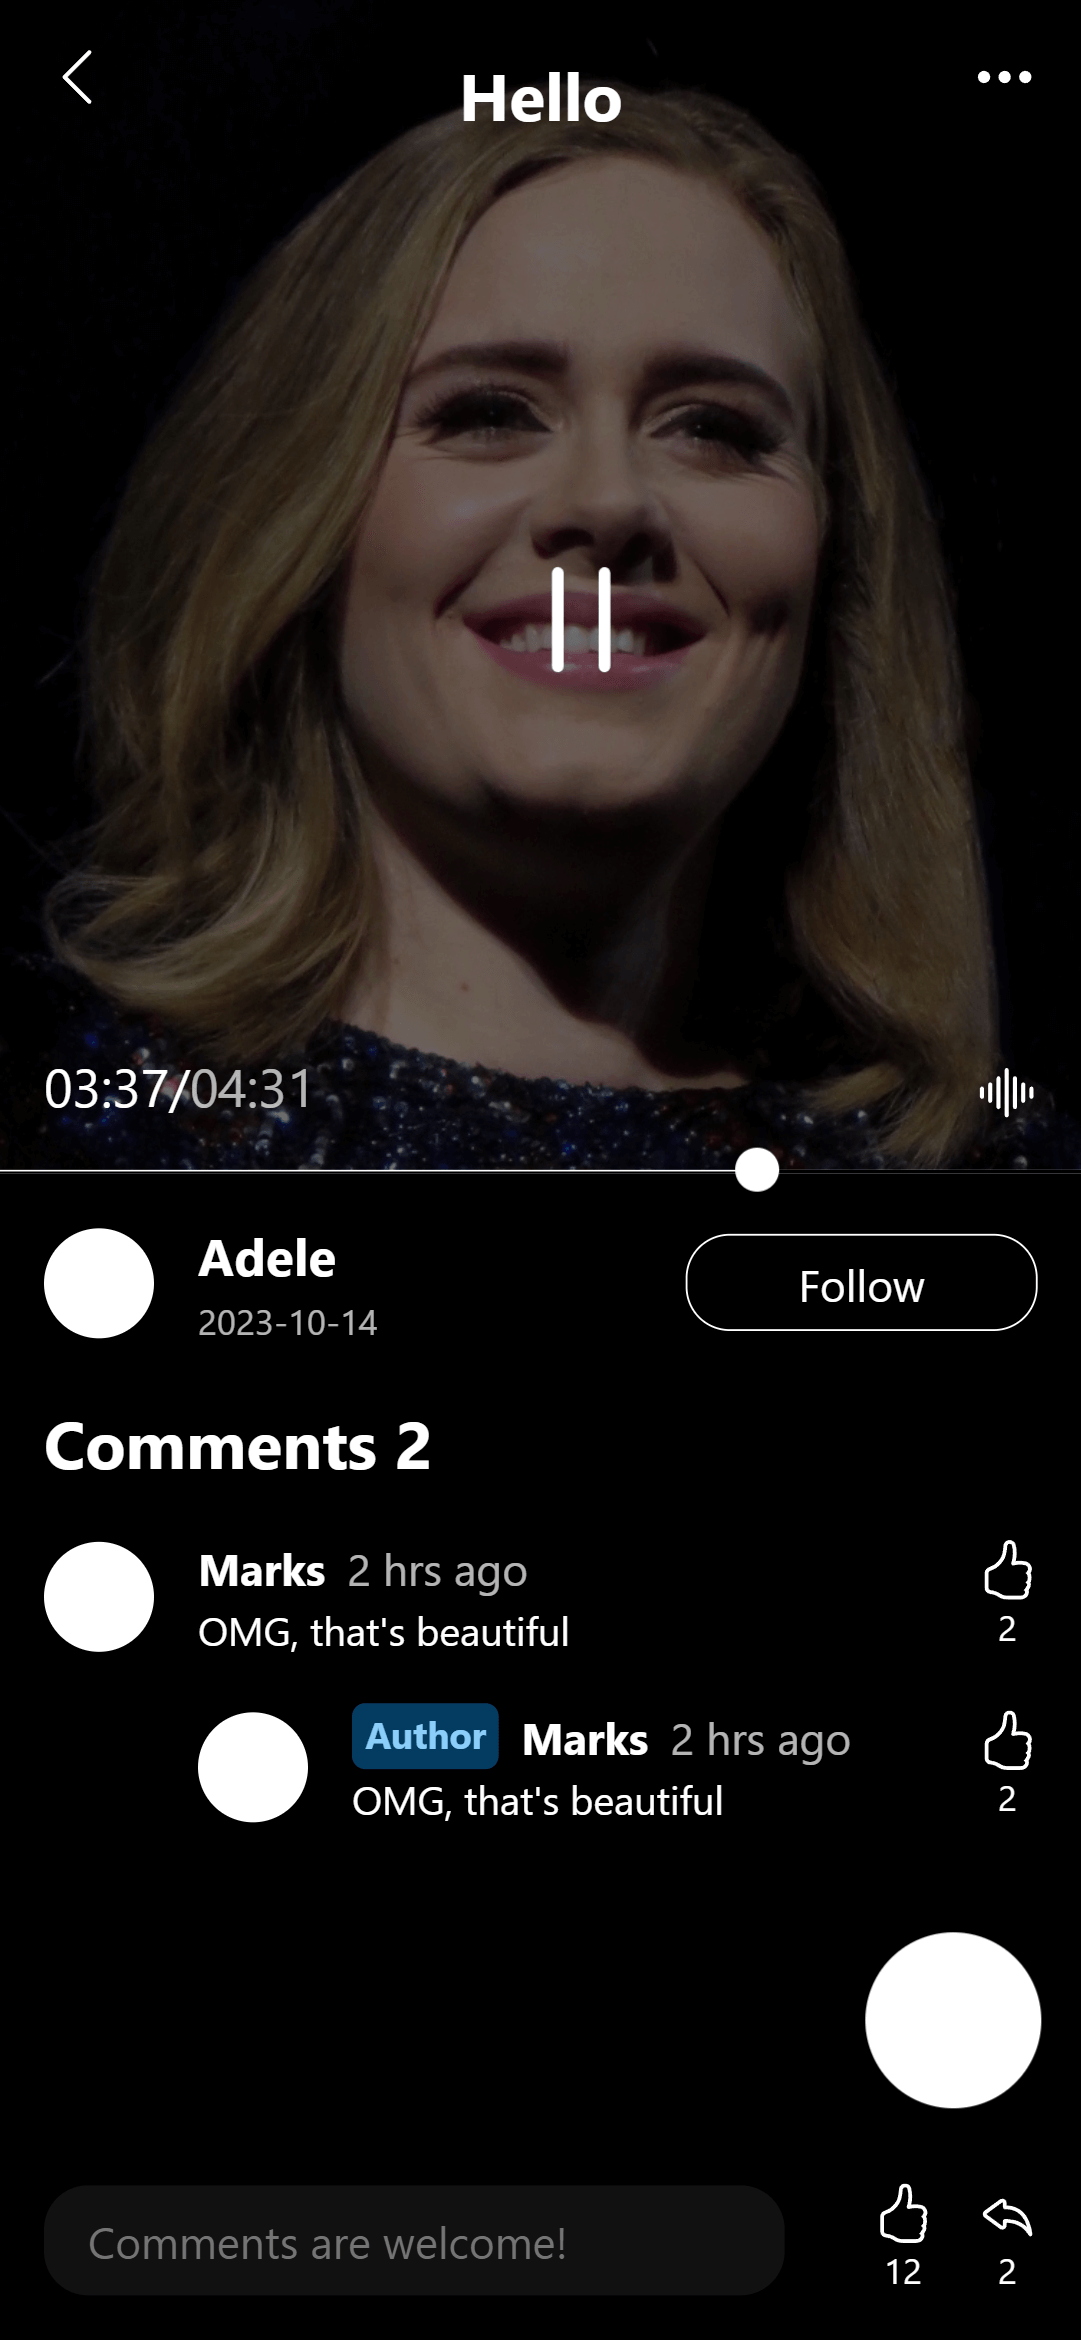 Hello
03:37/04:31
Adele
2023-10-14
Follow
Comments 2
Marks 2 hrs ago
OMG, that's beautiful
2
Author Marks 2 hrs ago
OMG, that's beautiful
2
Comments are welcome!
12
2